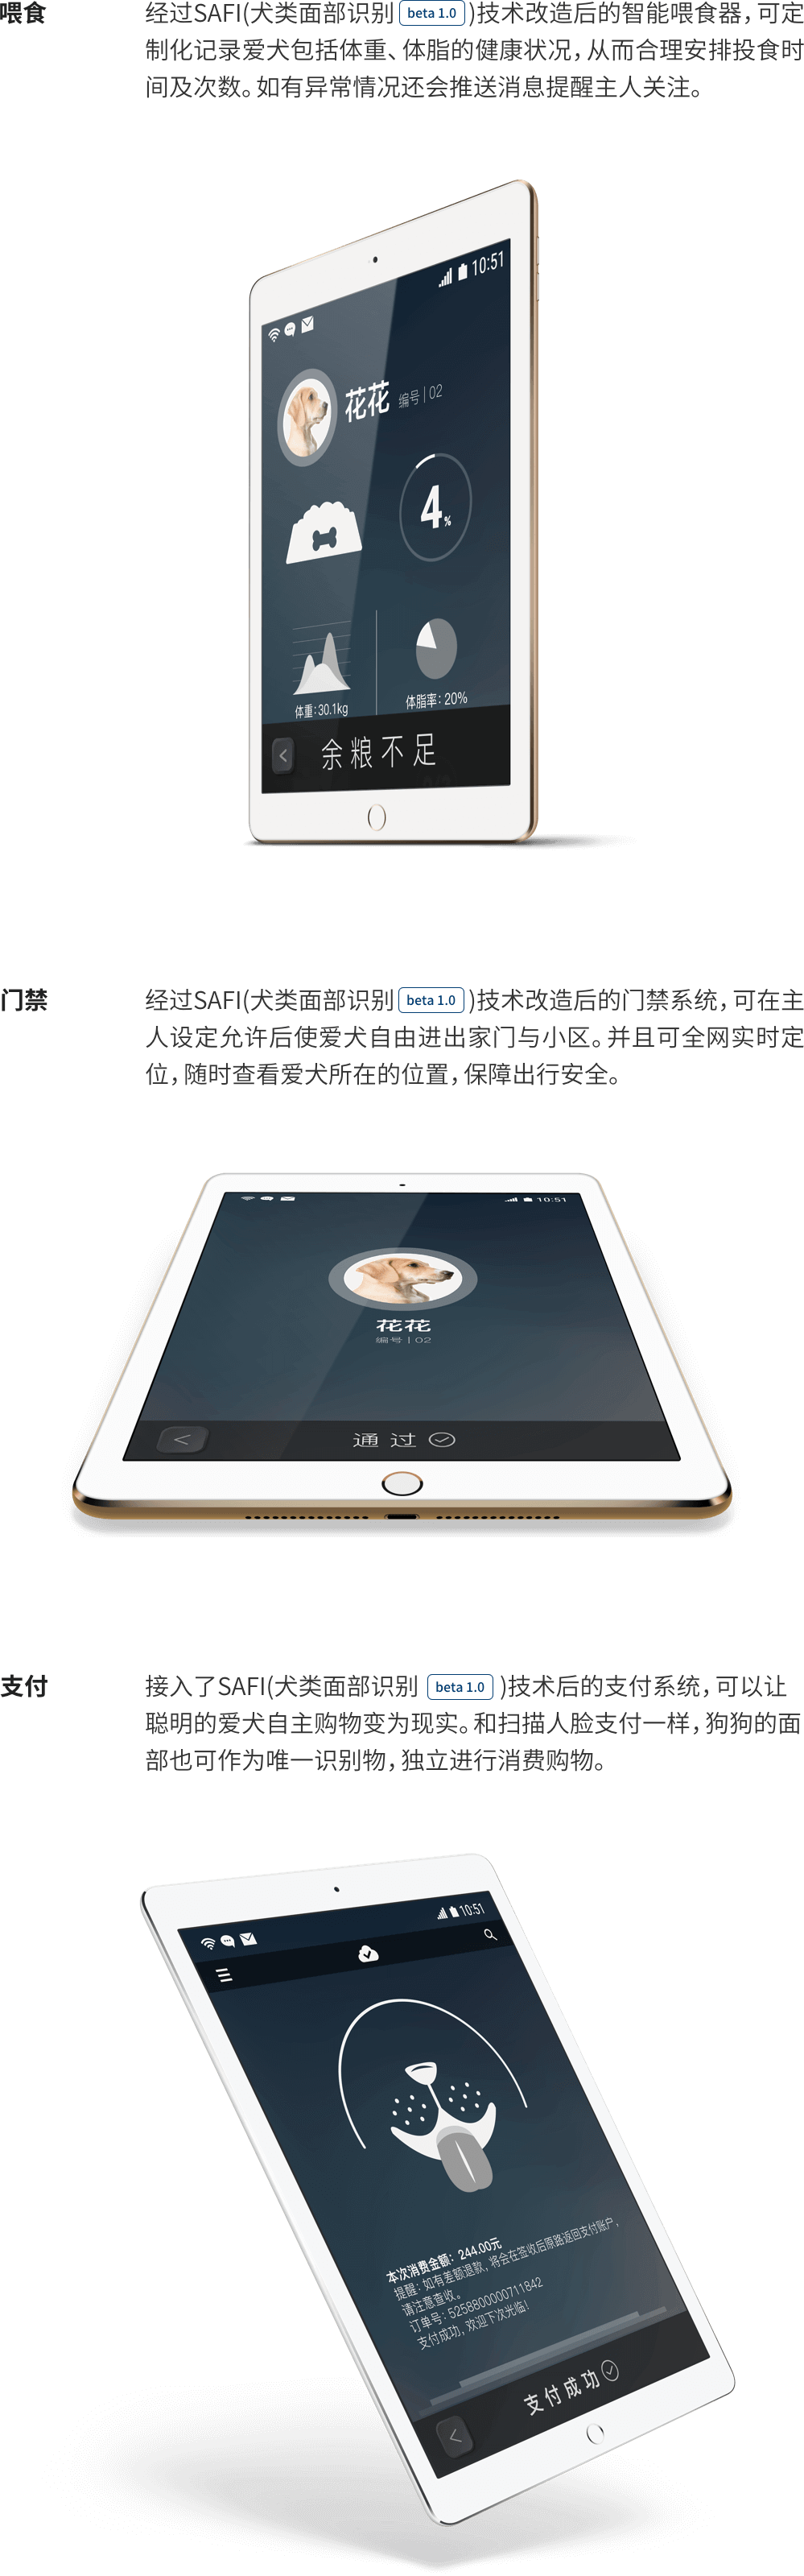 喂食
经过SAFI(犬类面部识别 beta 1.0 )技术改造后的智能喂食器，可定
制化记录爱犬包括体重、体脂的健康状况，从而合理安排投食时
间及次数。如有异常情况还会推送消息提醒主人关注。
10:51
花花 编号 | 02
4%
体重：30.1kg
体脂率：20%
余粮不足
门禁
经过SAFI(犬类面部识别 beta 1.0 )技术改造后的门禁系统，可在主
人设定允许后使爱犬自由进出家门与小区。并且可全网实时定
位，随时查看爱犬所在的位置，保障出行安全。
10:51
花花
编号 | 02
通过
支付
接入了SAFI(犬类面部识别 beta 1.0 )技术后的支付系统，可以让
聪明的爱犬自主购物变为现实。和扫描人脸支付一样，狗狗的面
部也可作为唯一识别物，独立进行消费购物。
10:51
本次消费金额：244.00元
提醒：如有差额退款，将会在签收后原路返回支付账户，
请注意查收。
订单号：5258800000711842
支付成功，欢迎下次光临！
支付成功